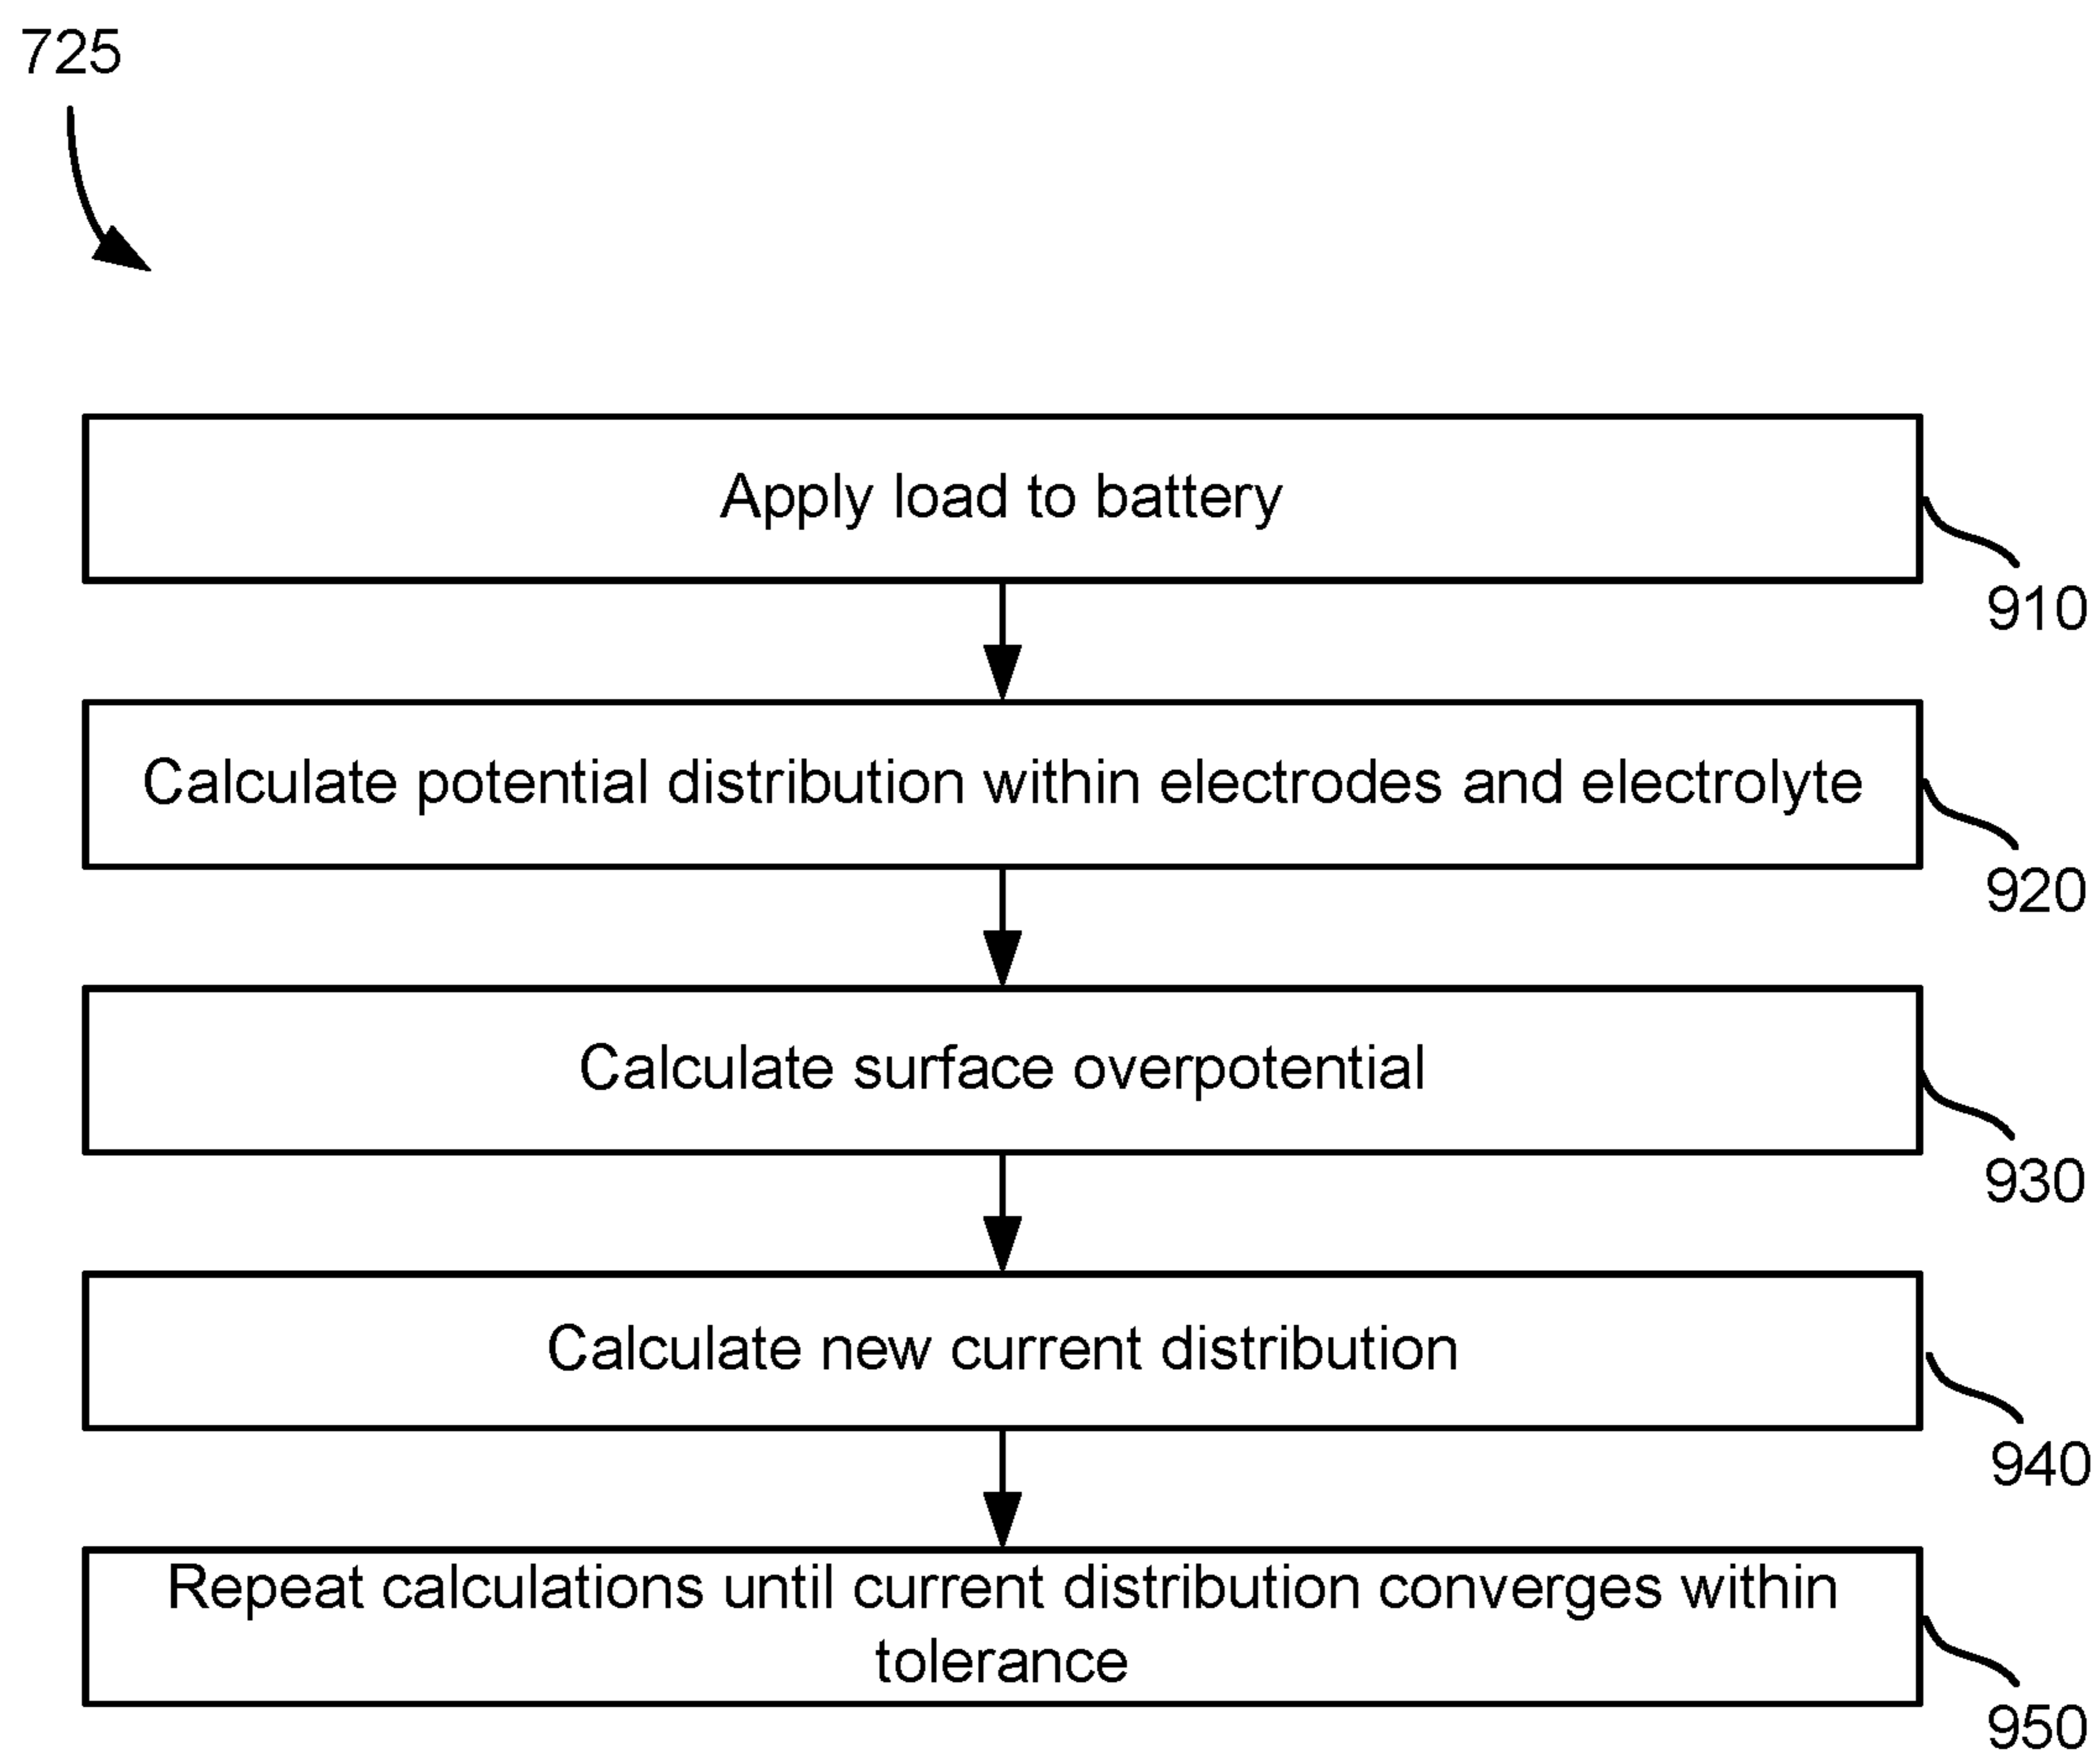 725
Apply load to battery
910
Calculate potential distribution within electrodes and electrolyte
920
Calculate surface overpotential
930
Calculate new current distribution
940
Repeat calculations until current distribution converges within
tolerance
950